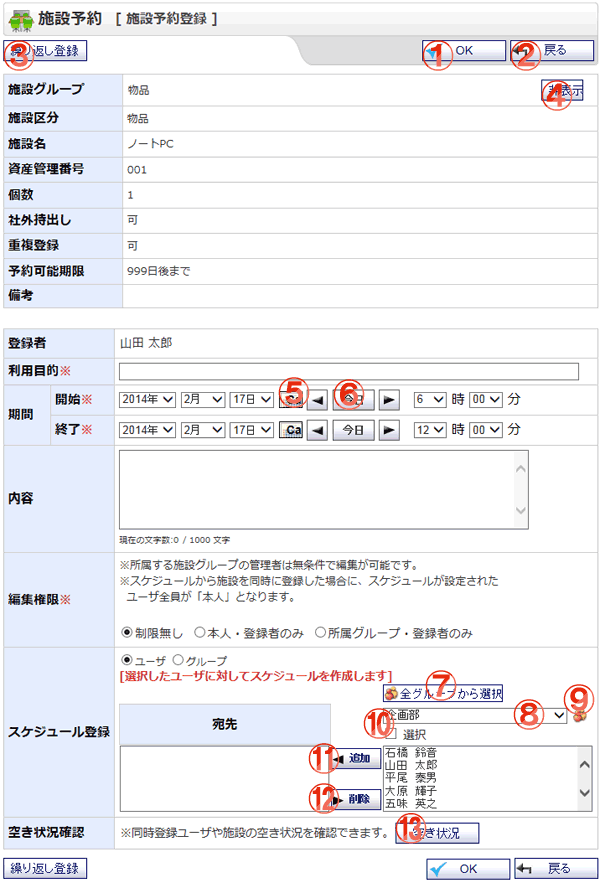 施設予約 [ 施設予約登録 ]
③ 繰り返し登録 ① OK ② 戻る
施設グループ 物品 ④ 非表示
施設区分 物品
施設名 ノートPC
資産管理番号 001
個数 1
社外持出し 可
重複登録 可
予約可能期限 999日後まで
備考
登録者 山田 太郎
利用目的※
期間 開始※ 2014年 2月 17日 ⑤ Ca ◀ ⑥ 今日 ▶ 6 時 00 分
終了※ 2014年 2月 17日 Ca ◀ 今日 ▶ 12 時 00 分
内容
現在の文字数:0 / 1000 文字
編集権限※
※所属する施設グループの管理者は無条件で編集が可能です。
※スケジュールから施設を同時に登録した場合に、スケジュールが設定された
ユーザ全員が「本人」となります。
制限無し 本人・登録者のみ 所属グループ・登録者のみ
スケジュール登録
ユーザ グループ
[選択したユーザに対してスケジュールを作成します]
⑦ 全グループから選択
宛先
企画部 ⑧ ⑨
⑩ 選択
⑪ ◀ 追加
⑫ ▶ 削除
石橋 鈴音
山田 太郎
平尾 泰男
大原 輝子
五味 英之
空き状況確認 ※同時登録ユーザや施設の空き状況を確認できます。 ⑬ 空き状況
繰り返し登録 OK 戻る